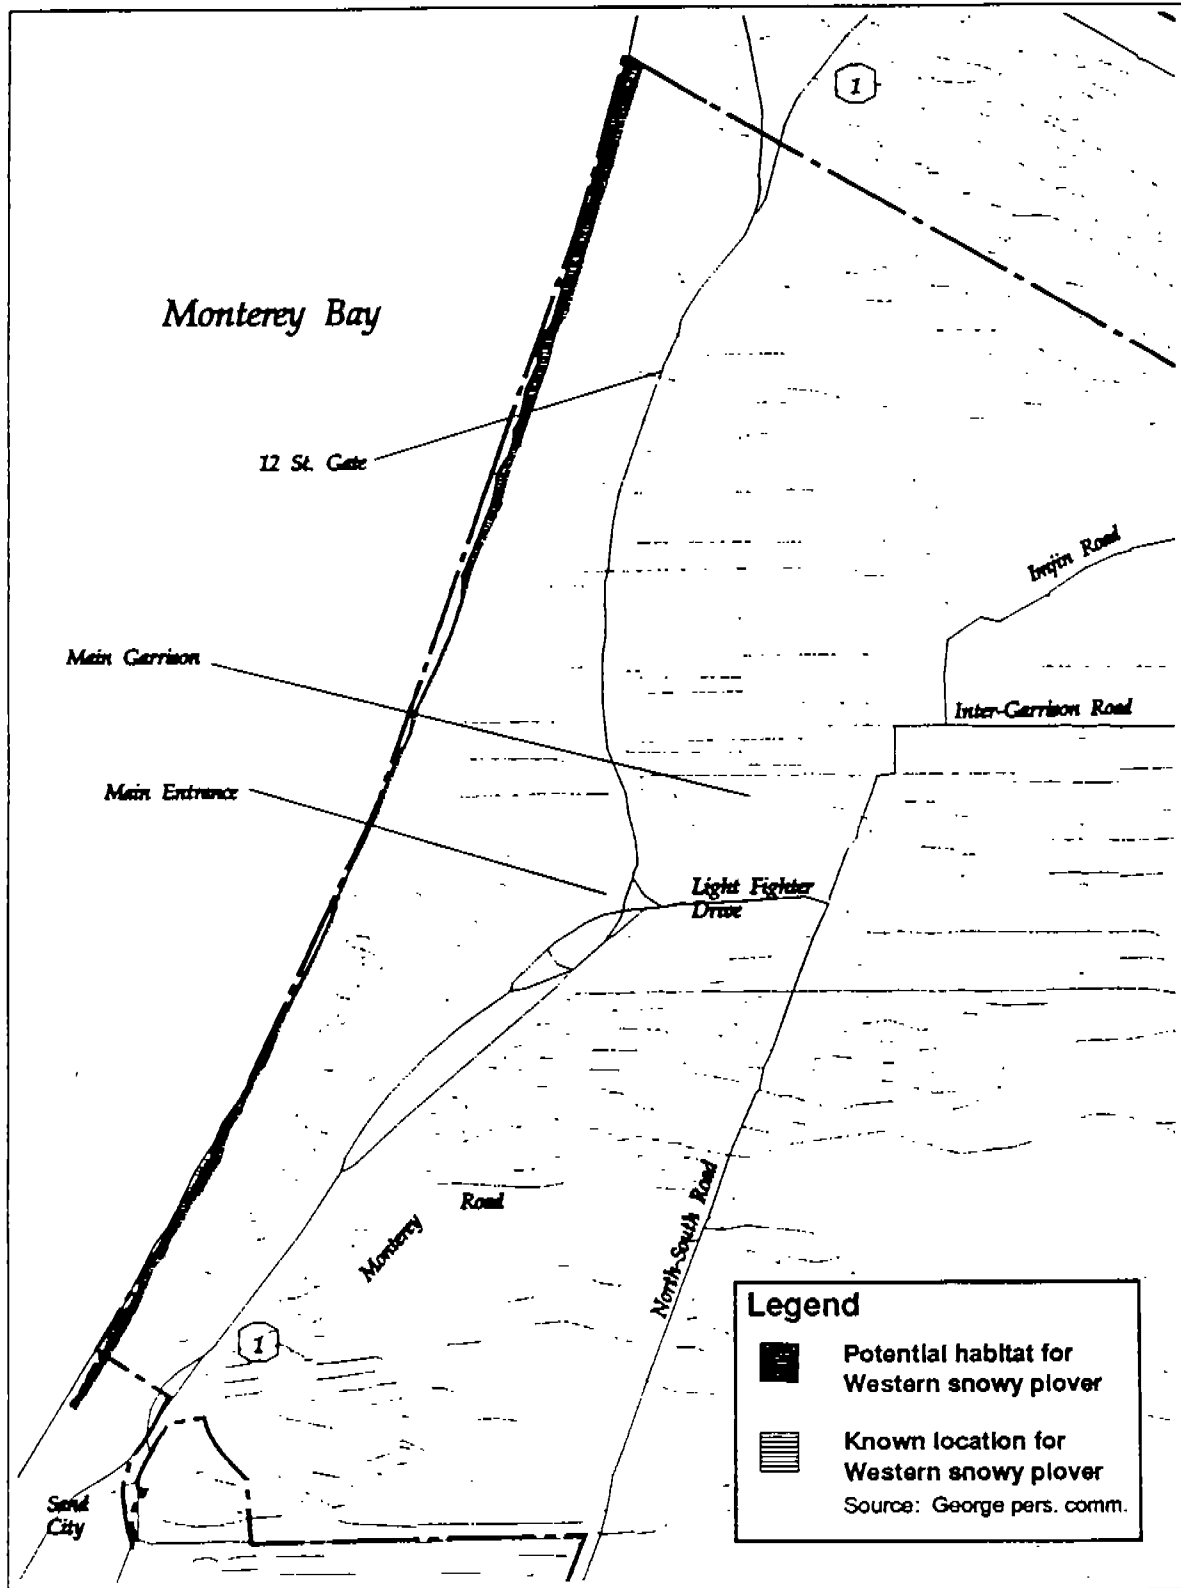 1
Monterey Bay
12 St. Gate
Imjin Road
Main Garrison
Inter-Garrison Road
Main Entrance
Light Fighter
Drive
Road
Monterey
North-South Road
1
Sand
City
Legend
Potential habitat for
Western snowy plover
Known location for
Western snowy plover
Source: George pers. comm.